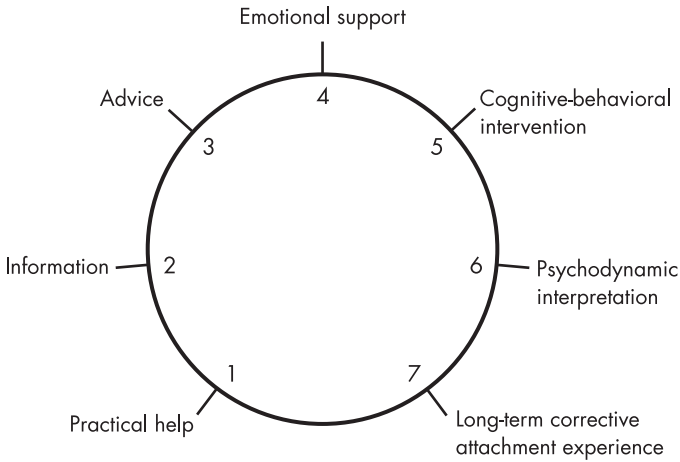 Emotional support
4
Advice
3
Cognitive-behavioral
intervention
5
Information
2
6
Psychodynamic
interpretation
1
7
Practical help
Long-term corrective
attachment experience